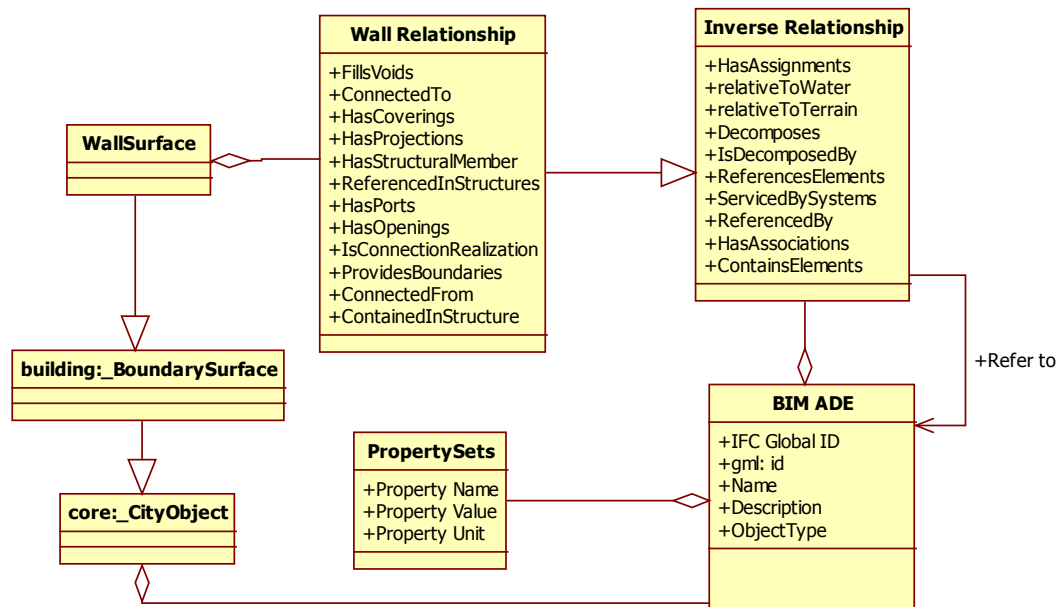 Wall Relationship
+FillsVoids
+ConnectedTo
+HasCoverings
+HasProjections
+HasStructuralMember
+ReferencedInStructures
+HasPorts
+HasOpenings
+IsConnectionRealization
+ProvidesBoundaries
+ConnectedFrom
+ContainedInStructure
Inverse Relationship
+HasAssignments
+relativeToWater
+relativeToTerrain
+Decomposes
+IsDecomposedBy
+ReferencesElements
+ServicedBySystems
+ReferencedBy
+HasAssociations
+ContainsElements
WallSurface
building:_BoundarySurface
+Refer to
BIM ADE
+IFC Global ID
+gml: id
+Name
+Description
+ObjectType
PropertySets
+Property Name
+Property Value
+Property Unit
core:_CityObject